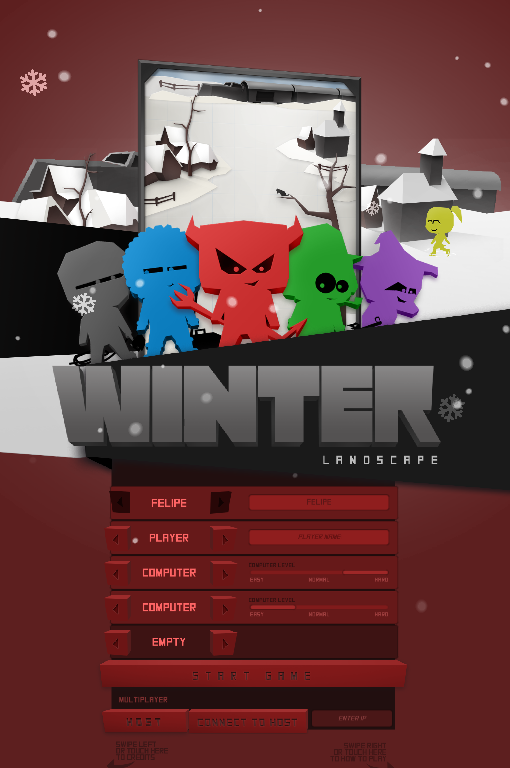 WINTER
LANDSCAPE
FELIPE FELIPE
PLAYER PLAYER NAME
COMPUTER COMPUTER LEVEL
EASY NORMAL HARD
COMPUTER COMPUTER LEVEL
EASY NORMAL HARD
EMPTY
START GAME
MULTIPLAYER
HOST CONNECT TO HOST ENTER IP
SWIPE LEFT
OR TOUCH HERE
TO CREDITS
SWIPE RIGHT
OR TOUCH HERE
TO HOW TO PLAY